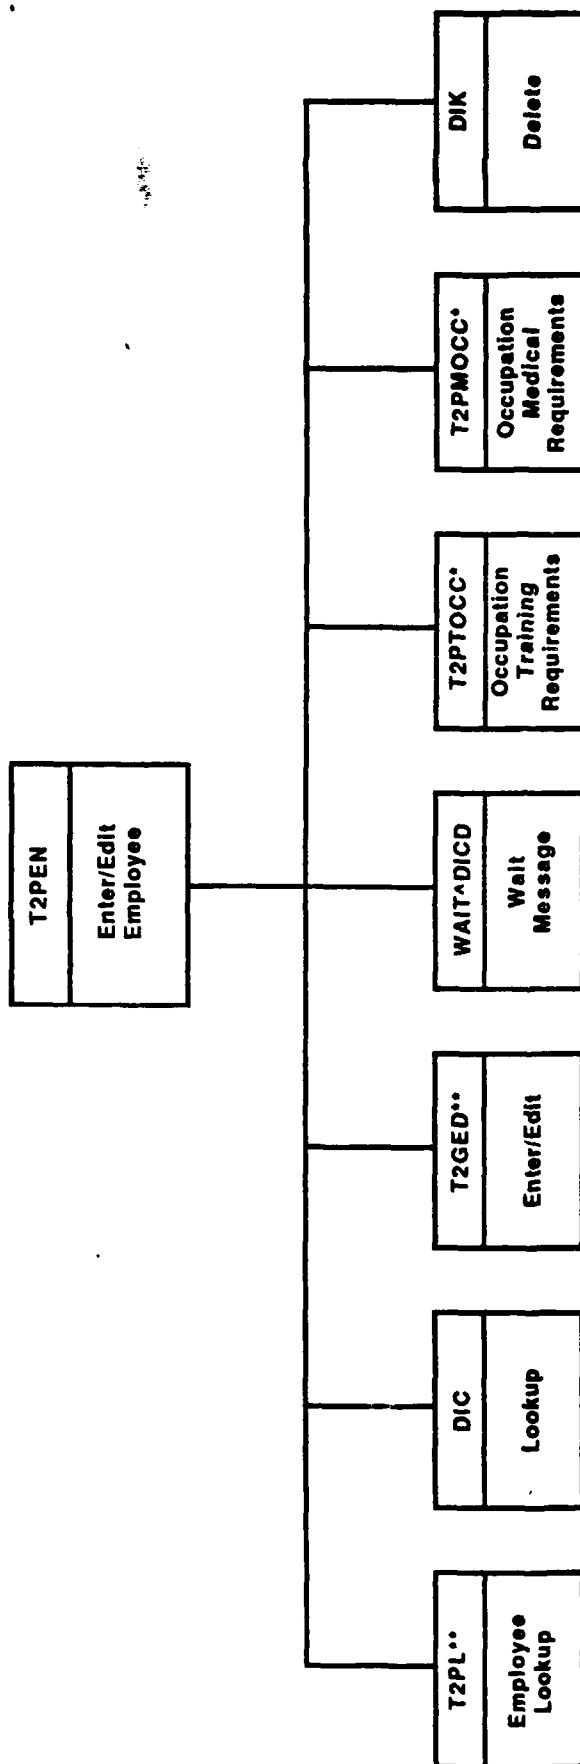 T2PEN
Enter/Edit
Employee
T2PL**
Employee
Lookup
DIC
Lookup
T2GED**
Enter/Edit
WAIT^DICD
Wait
Message
T2PTOCC*
Occupation
Training
Requirements
T2PMOCC*
Occupation
Medical
Requirements
DIK
Delete